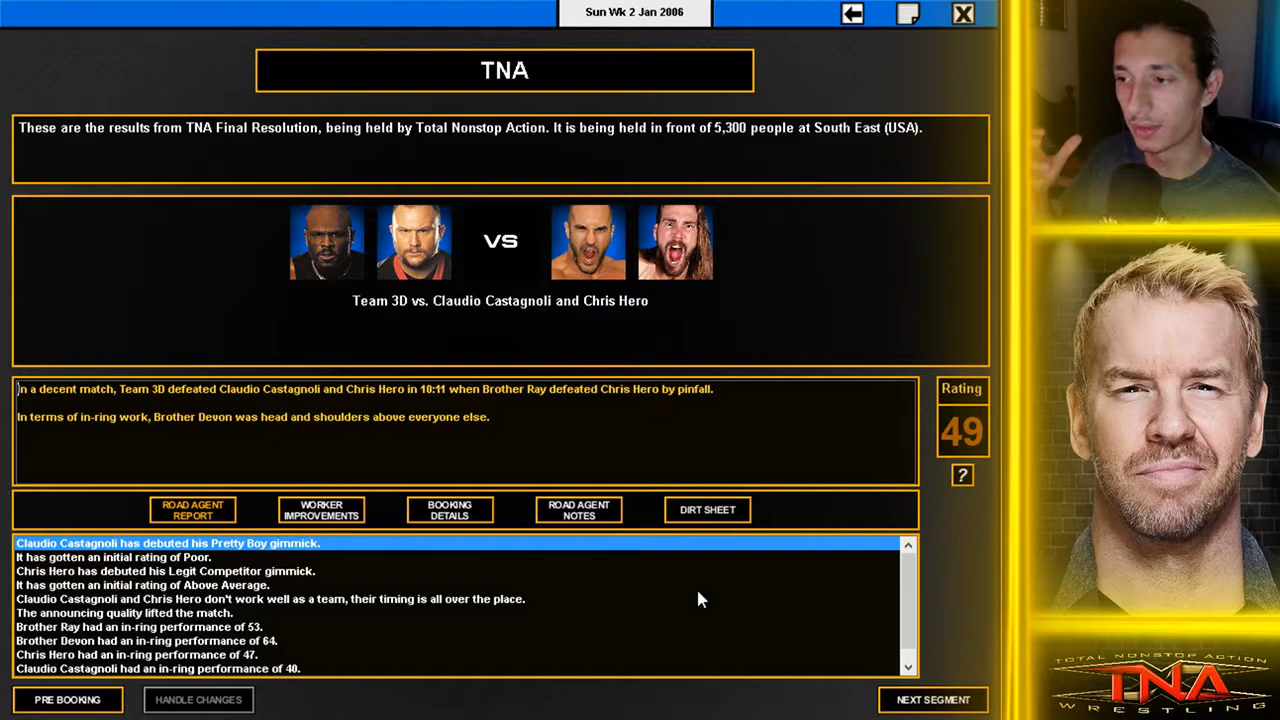 Sun Wk 2 Jan 2006
TNA
These are the results from TNA Final Resolution, being held by Total Nonstop Action. It is being held in front of 5,300 people at South East (USA).
VS
Team 3D vs. Claudio Castagnoli and Chris Hero
In a decent match, Team 3D defeated Claudio Castagnoli and Chris Hero in 10:11 when Brother Ray defeated Chris Hero by pinfall.
In terms of in-ring work, Brother Devon was head and shoulders above everyone else.
Rating
49
?
ROAD AGENT REPORT
WORKER IMPROVEMENTS
BOOKING DETAILS
ROAD AGENT NOTES
DIRT SHEET
Claudio Castagnoli has debuted his Pretty Boy gimmick.
It has gotten an initial rating of Poor.
Chris Hero has debuted his Legit Competitor gimmick.
It has gotten an initial rating of Above Average.
Claudio Castagnoli and Chris Hero don't work well as a team, their timing is all over the place.
The announcing quality lifted the match.
Brother Ray had an in-ring performance of 53.
Brother Devon had an in-ring performance of 64.
Chris Hero had an in-ring performance of 47.
Claudio Castagnoli had an in-ring performance of 40.
PRE BOOKING
HANDLE CHANGES
NEXT SEGMENT
TOTAL NONSTOP ACTION
TNA
WRESTLING